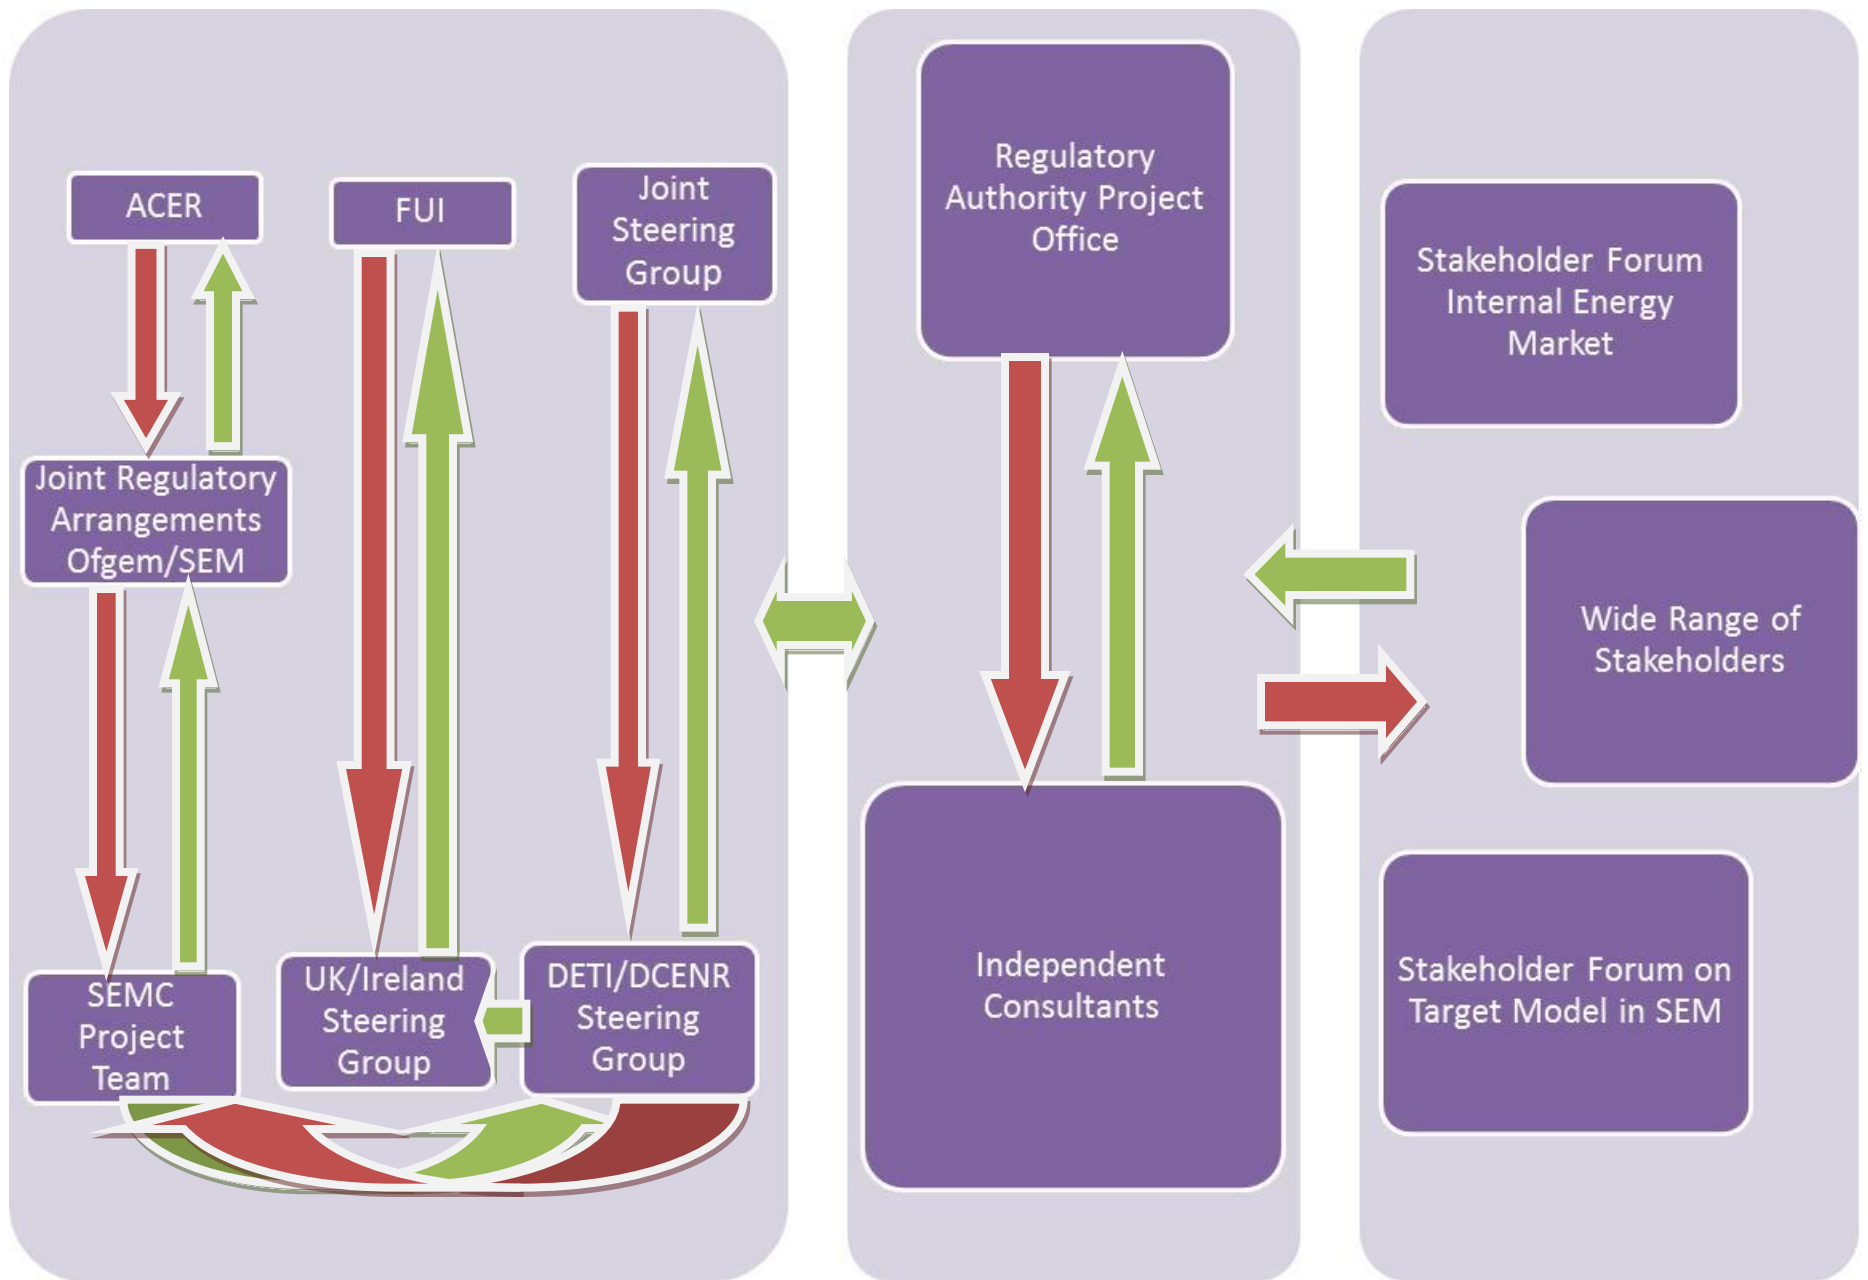 ACER
FUI
Joint
Steering
Group
Joint Regulatory
Arrangements
Ofgem/SEM
SEMC
Project
Team
UK/Ireland
Steering
Group
DETI/DCENR
Steering
Group
Regulatory
Authority Project
Office
Independent
Consultants
Stakeholder Forum
Internal Energy
Market
Wide Range of
Stakeholders
Stakeholder Forum on
Target Model in SEM